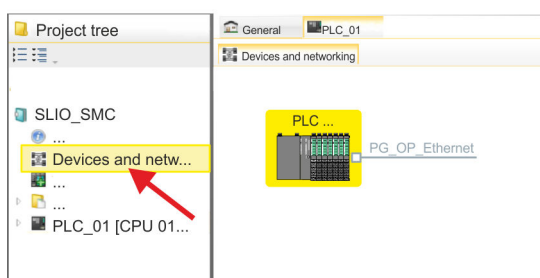 Project tree
SLIO_SMC
...
Devices and netw...
...
...
PLC_01 [CPU 01...
General
PLC_01
Devices and networking
PLC ...
PG_OP_Ethernet